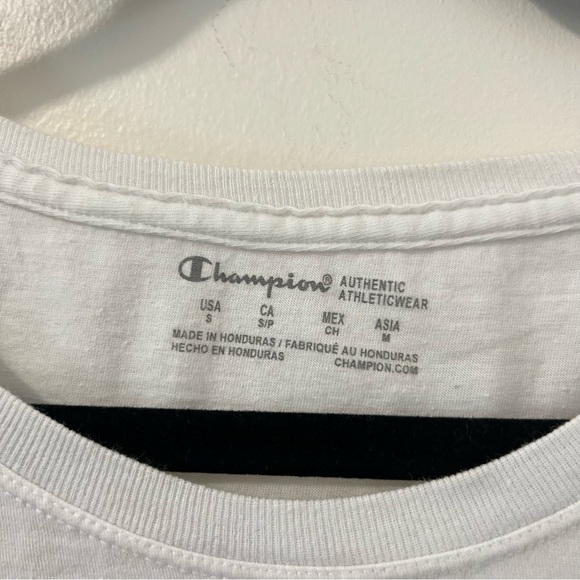 Champion® AUTHENTIC ATHLETICWEAR
USA CA MEX ASIA
S S/P CH M
MADE IN HONDURAS / FABRIQUÉ AU HONDURAS
HECHO EN HONDURAS CHAMPION.COM